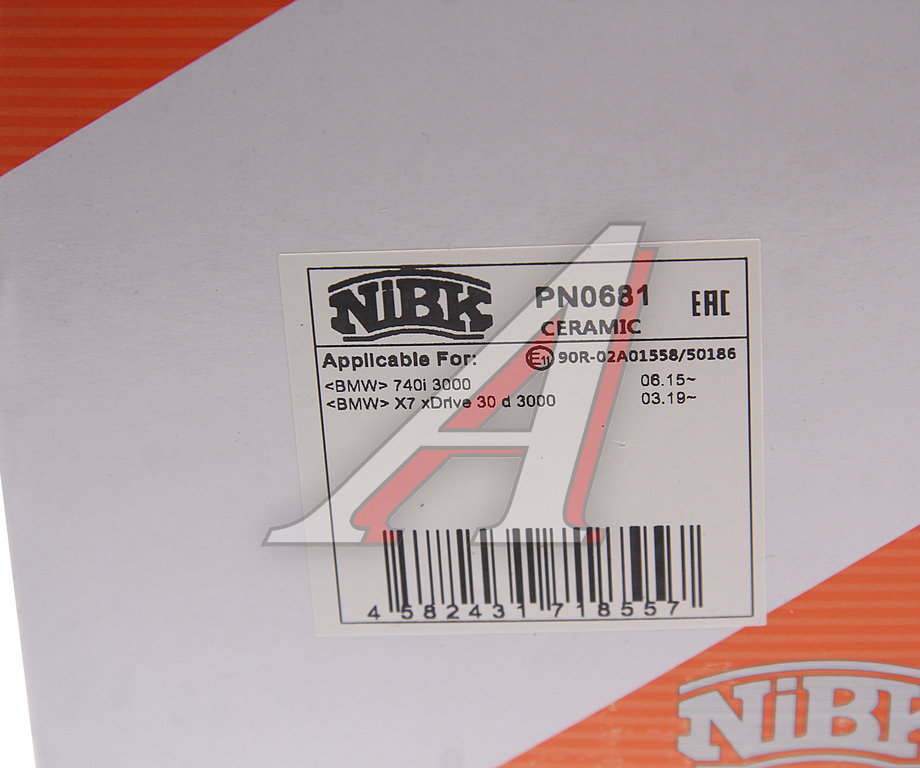 NiBK
PN0681
CERAMIC
EAC
Applicable For:
E11 90R-02A01558/50186
<BMW> 740i 3000 06.15~
<BMW> X7 xDrive 30 d 3000 03.19~
4 582431 718557
NiBK